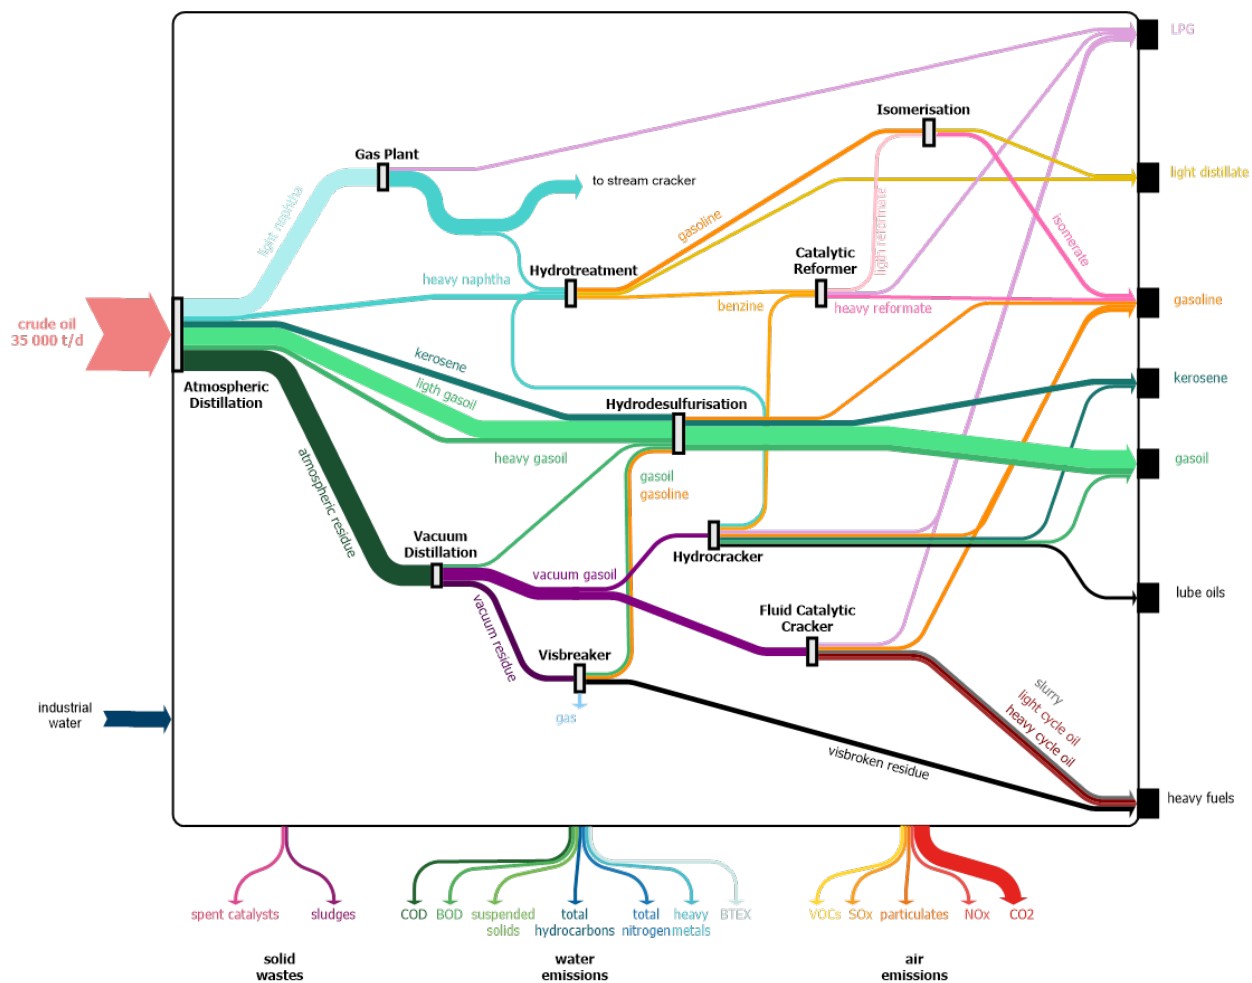 LPG
Isomerisation
Gas Plant
light distillate
to stream cracker
light naphtha
gasoline
ligth reformate
isomerate
Catalytic
Reformer
Hydrotreatment
heavy naphtha
benzine
heavy reformate
gasoline
crude oil
35 000 t/d
kerosene
kerosene
Atmospheric
Distillation
ligth gasoil
Hydrodesulfurisation
heavy gasoil
gasoil
gasoil
gasoline
atmospheric residue
Vacuum
Distillation
Hydrocracker
vacuum gasoil
lube oils
vacuum residue
Fluid Catalytic
Cracker
Visbreaker
gas
slurry
light cycle oil
heavy cycle oil
industrial
water
visbroken residue
heavy fuels
spent catalysts
sludges
COD
BOD
suspended
solids
total
hydrocarbons
total
nitrogen
heavy
metals
BTEX
VOCs
SOx
particulates
NOx
CO2
solid
wastes
water
emissions
air
emissions